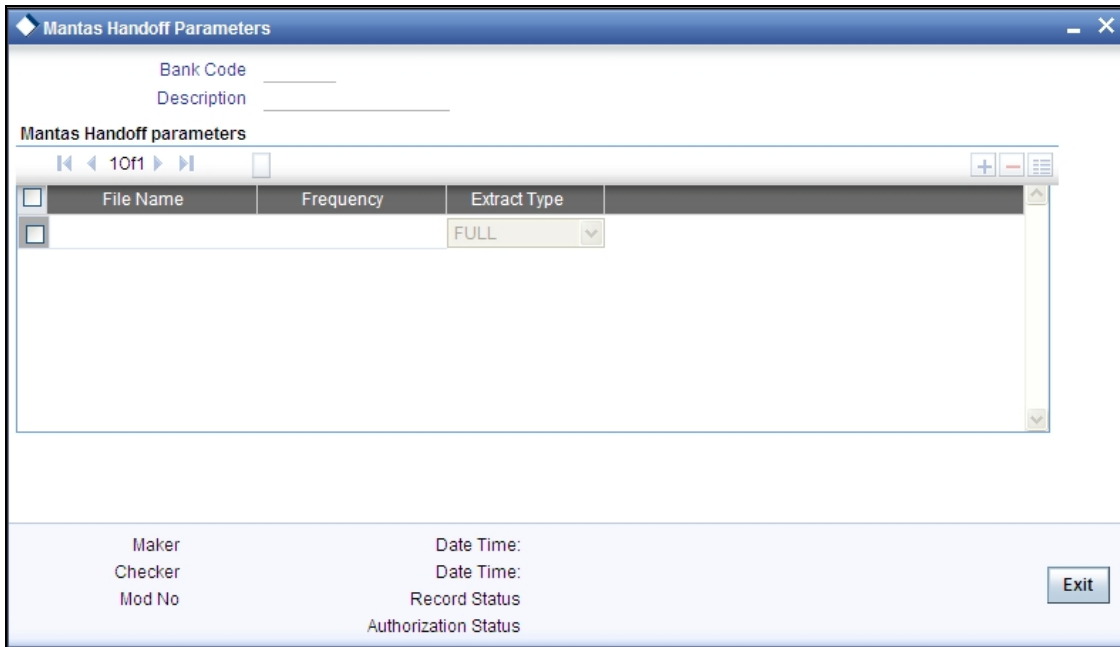 Mantas Handoff Parameters
Bank Code
Description
Mantas Handoff parameters
1Of1
File Name Frequency Extract Type
FULL
Maker Date Time:
Checker Date Time:
Mod No Record Status
Authorization Status
Exit